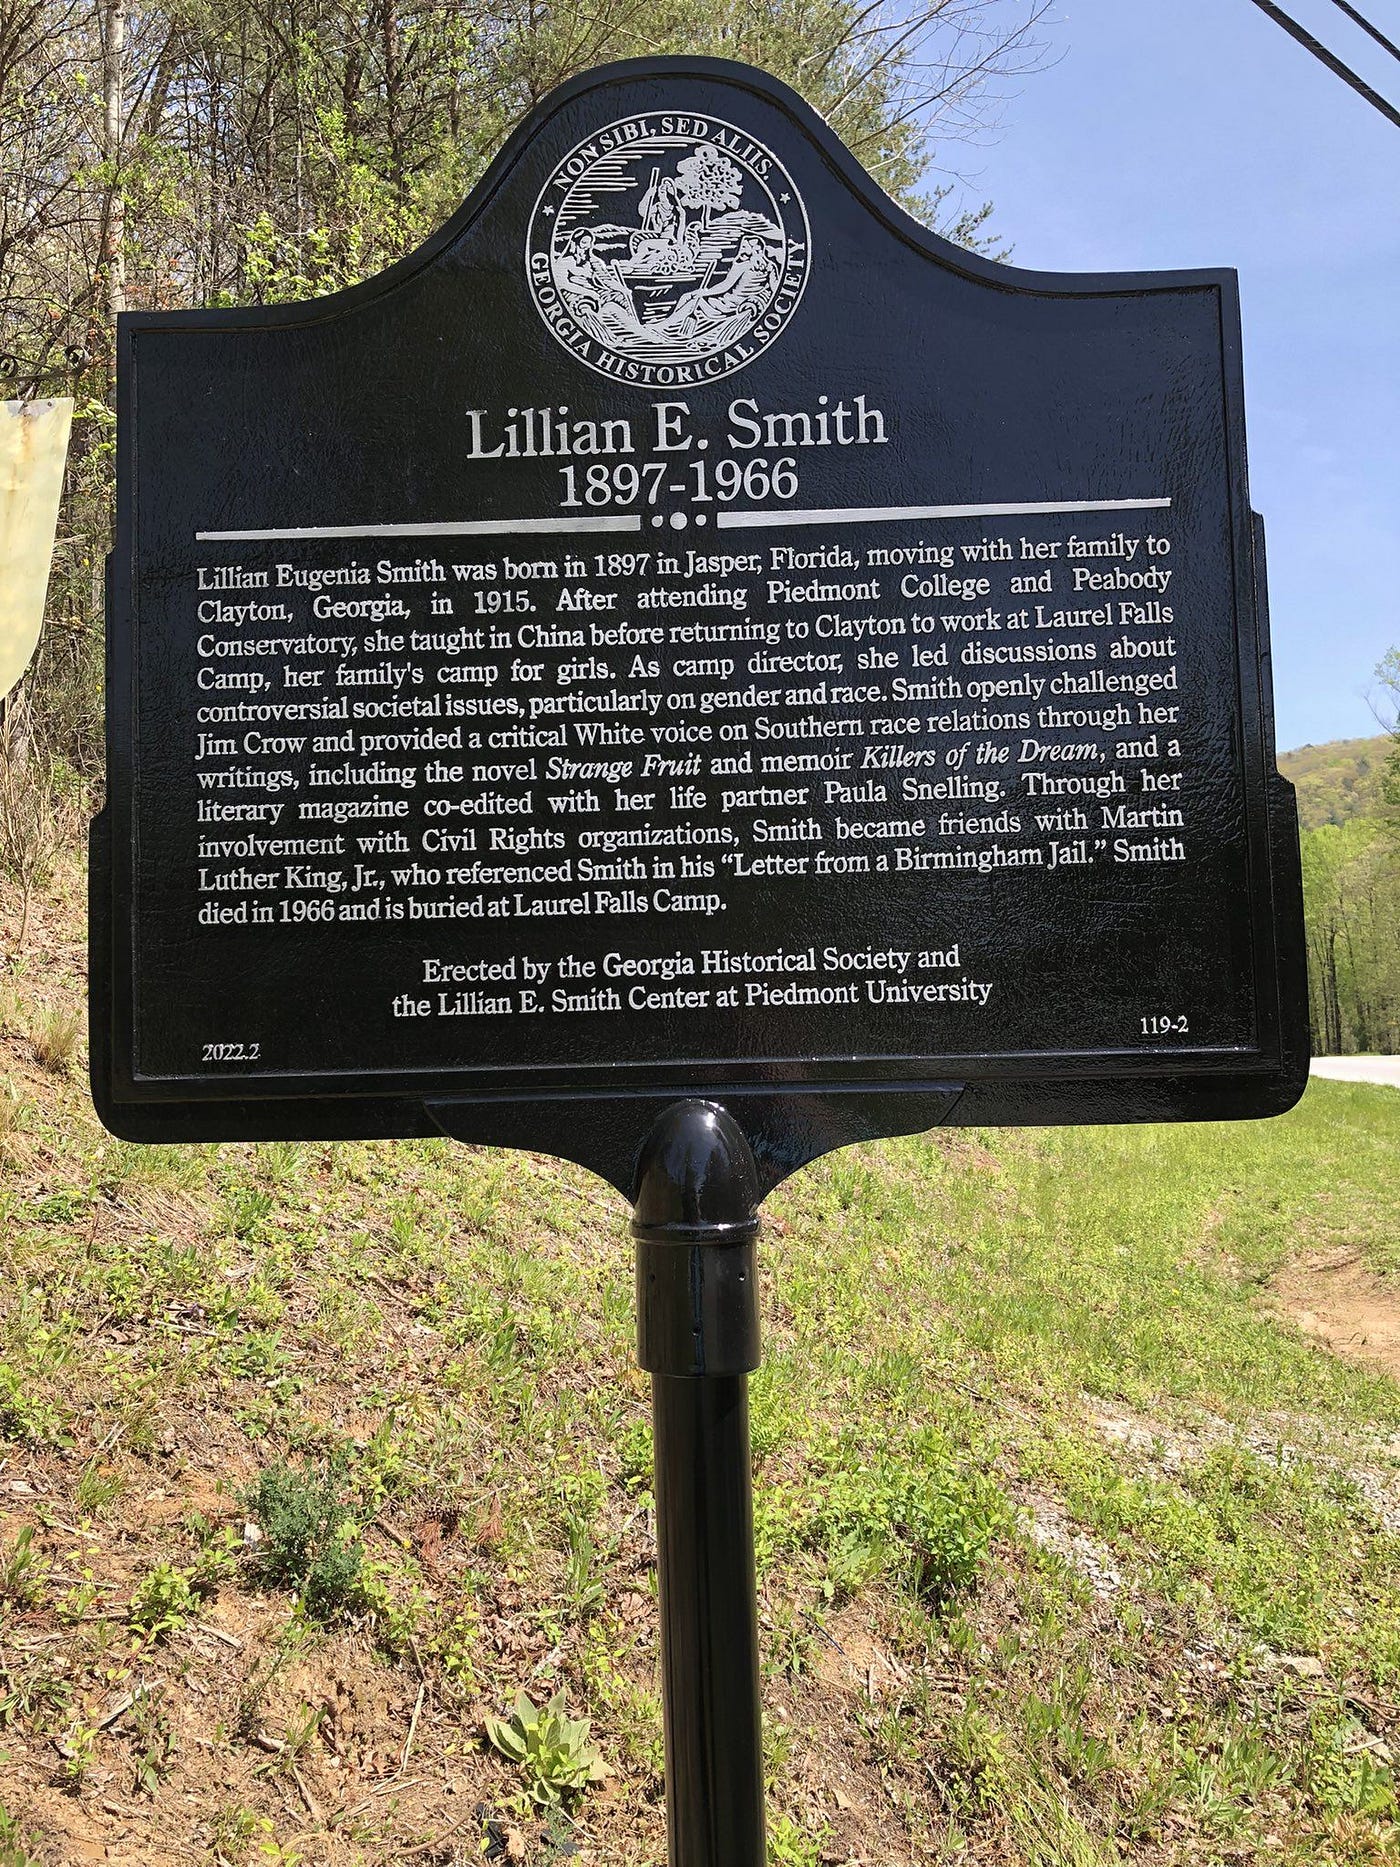 NON SIBI, SED ALIIS.
GEORGIA HISTORICAL SOCIETY
Lillian E. Smith
1897-1966
Lillian Eugenia Smith was born in 1897 in Jasper, Florida, moving with her family to
Clayton, Georgia, in 1915. After attending Piedmont College and Peabody
Conservatory, she taught in China before returning to Clayton to work at Laurel Falls
Camp, her family's camp for girls. As camp director, she led discussions about
controversial societal issues, particularly on gender and race. Smith openly challenged
Jim Crow and provided a critical White voice on Southern race relations through her
writings, including the novel Strange Fruit and memoir Killers of the Dream, and a
literary magazine co-edited with her life partner Paula Snelling. Through her
involvement with Civil Rights organizations, Smith became friends with Martin
Luther King, Jr., who referenced Smith in his “Letter from a Birmingham Jail.” Smith
died in 1966 and is buried at Laurel Falls Camp.
Erected by the Georgia Historical Society and
the Lillian E. Smith Center at Piedmont University
2022.2
119-2